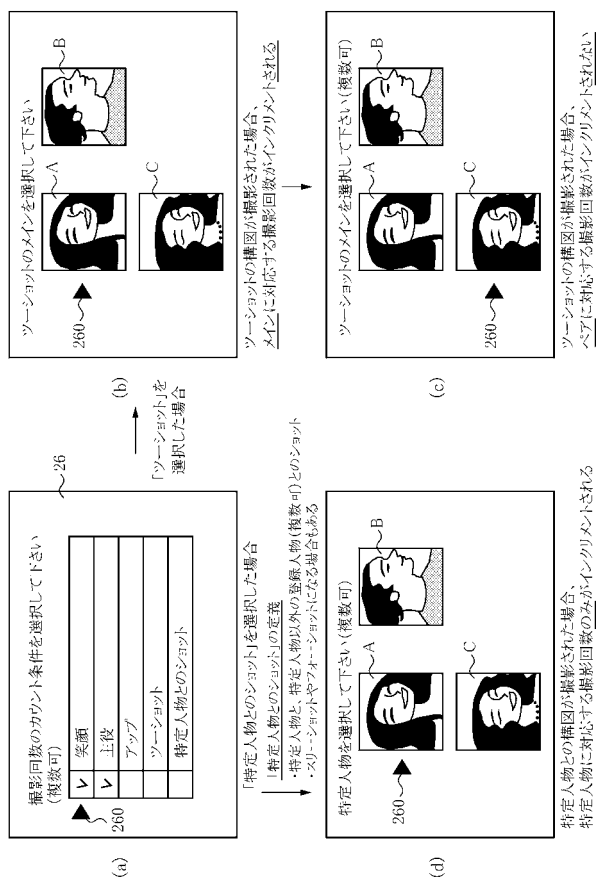 (a)
撮影回数のカウント条件を選択して下さい
(複数可)
26
笑顔
主役
アップ
ツーショット
特定人物とのショット
260
「ツーショット」を
選択した場合
(b)
ツーショットのメインを選択して下さい
A
B
C
260
ツーショットの構図が撮影された場合、
メインに対応する撮影回数がインクリメントされる
(c)
ツーショットのメインを選択して下さい(複数可)
A
B
C
260
ツーショットの構図が撮影された場合、
ペアに対応する撮影回数がインクリメントされない
「特定人物とのショット」を選択した場合
「特定人物とのショット」の定義
・特定人物と、特定人物以外の登録人物(複数可)とのショット
・スリーショットやフォーショットになる場合もある
(d)
特定人物を選択して下さい(複数可)
A
B
C
260
特定人物との構図が撮影された場合、
特定人物に対応する撮影回数のみがインクリメントされる